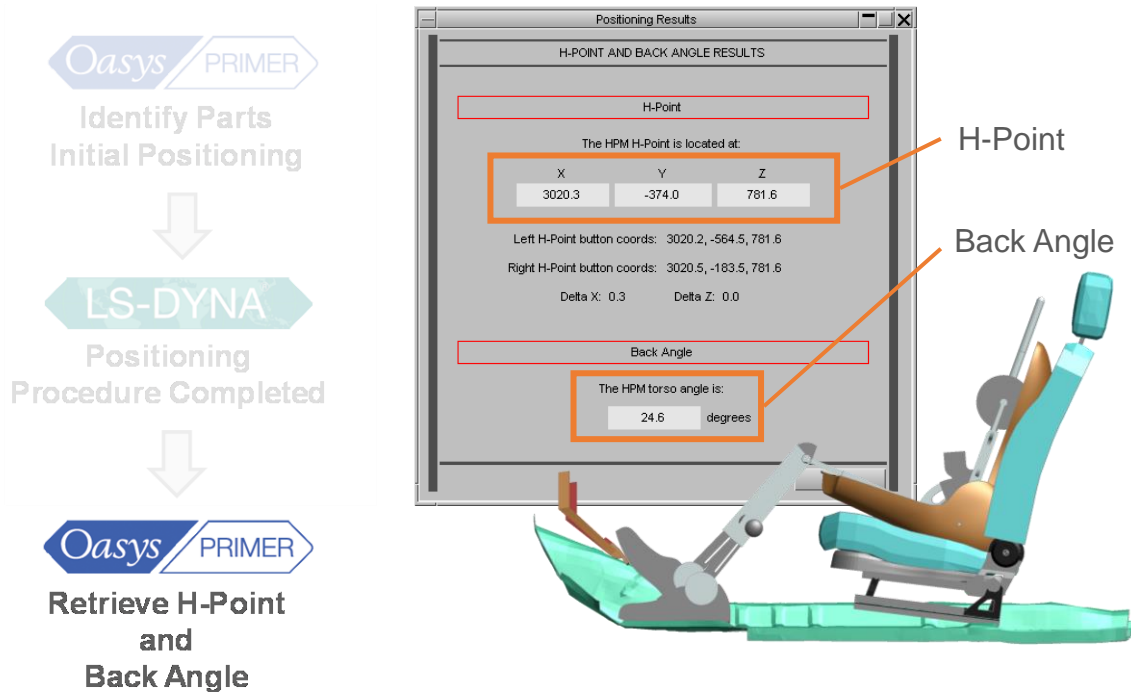 Oasys PRIMER
Identify Parts
Initial Positioning
LS-DYNA
Positioning
Procedure Completed
Oasys PRIMER
Retrieve H-Point
and
Back Angle
Positioning Results
H-POINT AND BACK ANGLE RESULTS
H-Point
The HPM H-Point is located at:
X Y Z
3020.3 -374.0 781.6
Left H-Point button coords: 3020.2, -564.5, 781.6
Right H-Point button coords: 3020.5, -183.5, 781.6
Delta X: 0.3 Delta Z: 0.0
Back Angle
The HPM torso angle is:
24.6 degrees
H-Point
Back Angle